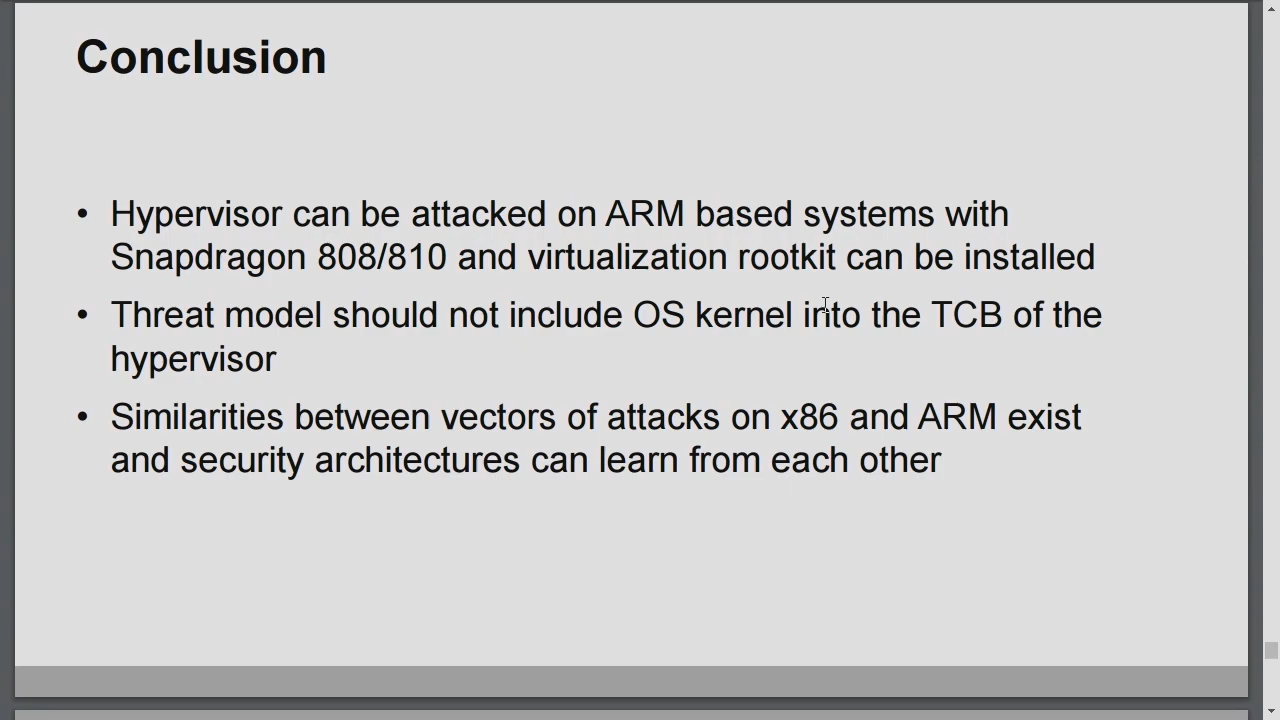 Conclusion
• Hypervisor can be attacked on ARM based systems with
Snapdragon 808/810 and virtualization rootkit can be installed
• Threat model should not include OS kernel into the TCB of the
hypervisor
• Similarities between vectors of attacks on x86 and ARM exist
and security architectures can learn from each other